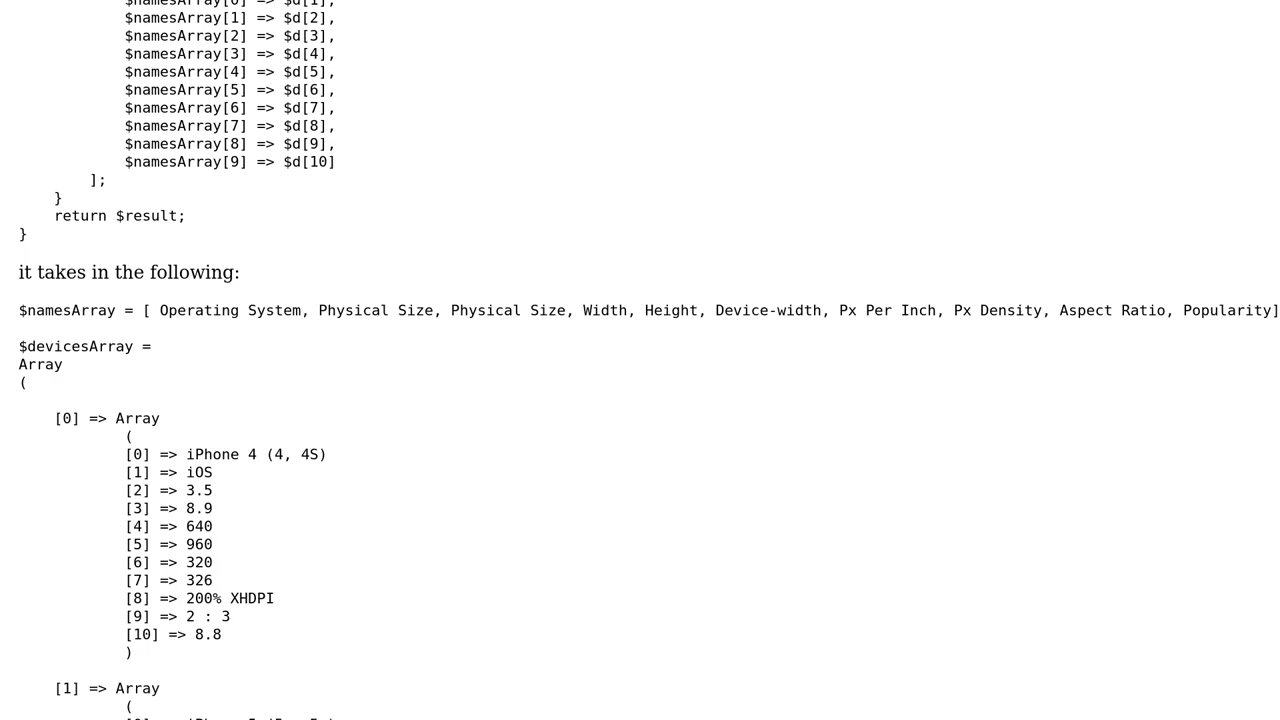 $namesArray[0] => $d[1],
$namesArray[1] => $d[2],
$namesArray[2] => $d[3],
$namesArray[3] => $d[4],
$namesArray[4] => $d[5],
$namesArray[5] => $d[6],
$namesArray[6] => $d[7],
$namesArray[7] => $d[8],
$namesArray[8] => $d[9],
$namesArray[9] => $d[10]
];
}
return $result;
}
it takes in the following:
$namesArray = [ Operating System, Physical Size, Physical Size, Width, Height, Device-width, Px Per Inch, Px Density, Aspect Ratio, Popularity]
$devicesArray =
Array
(
[0] => Array
(
[0] => iPhone 4 (4, 4S)
[1] => iOS
[2] => 3.5
[3] => 8.9
[4] => 640
[5] => 960
[6] => 320
[7] => 326
[8] => 200% XHDPI
[9] => 2 : 3
[10] => 8.8
)
[1] => Array
(